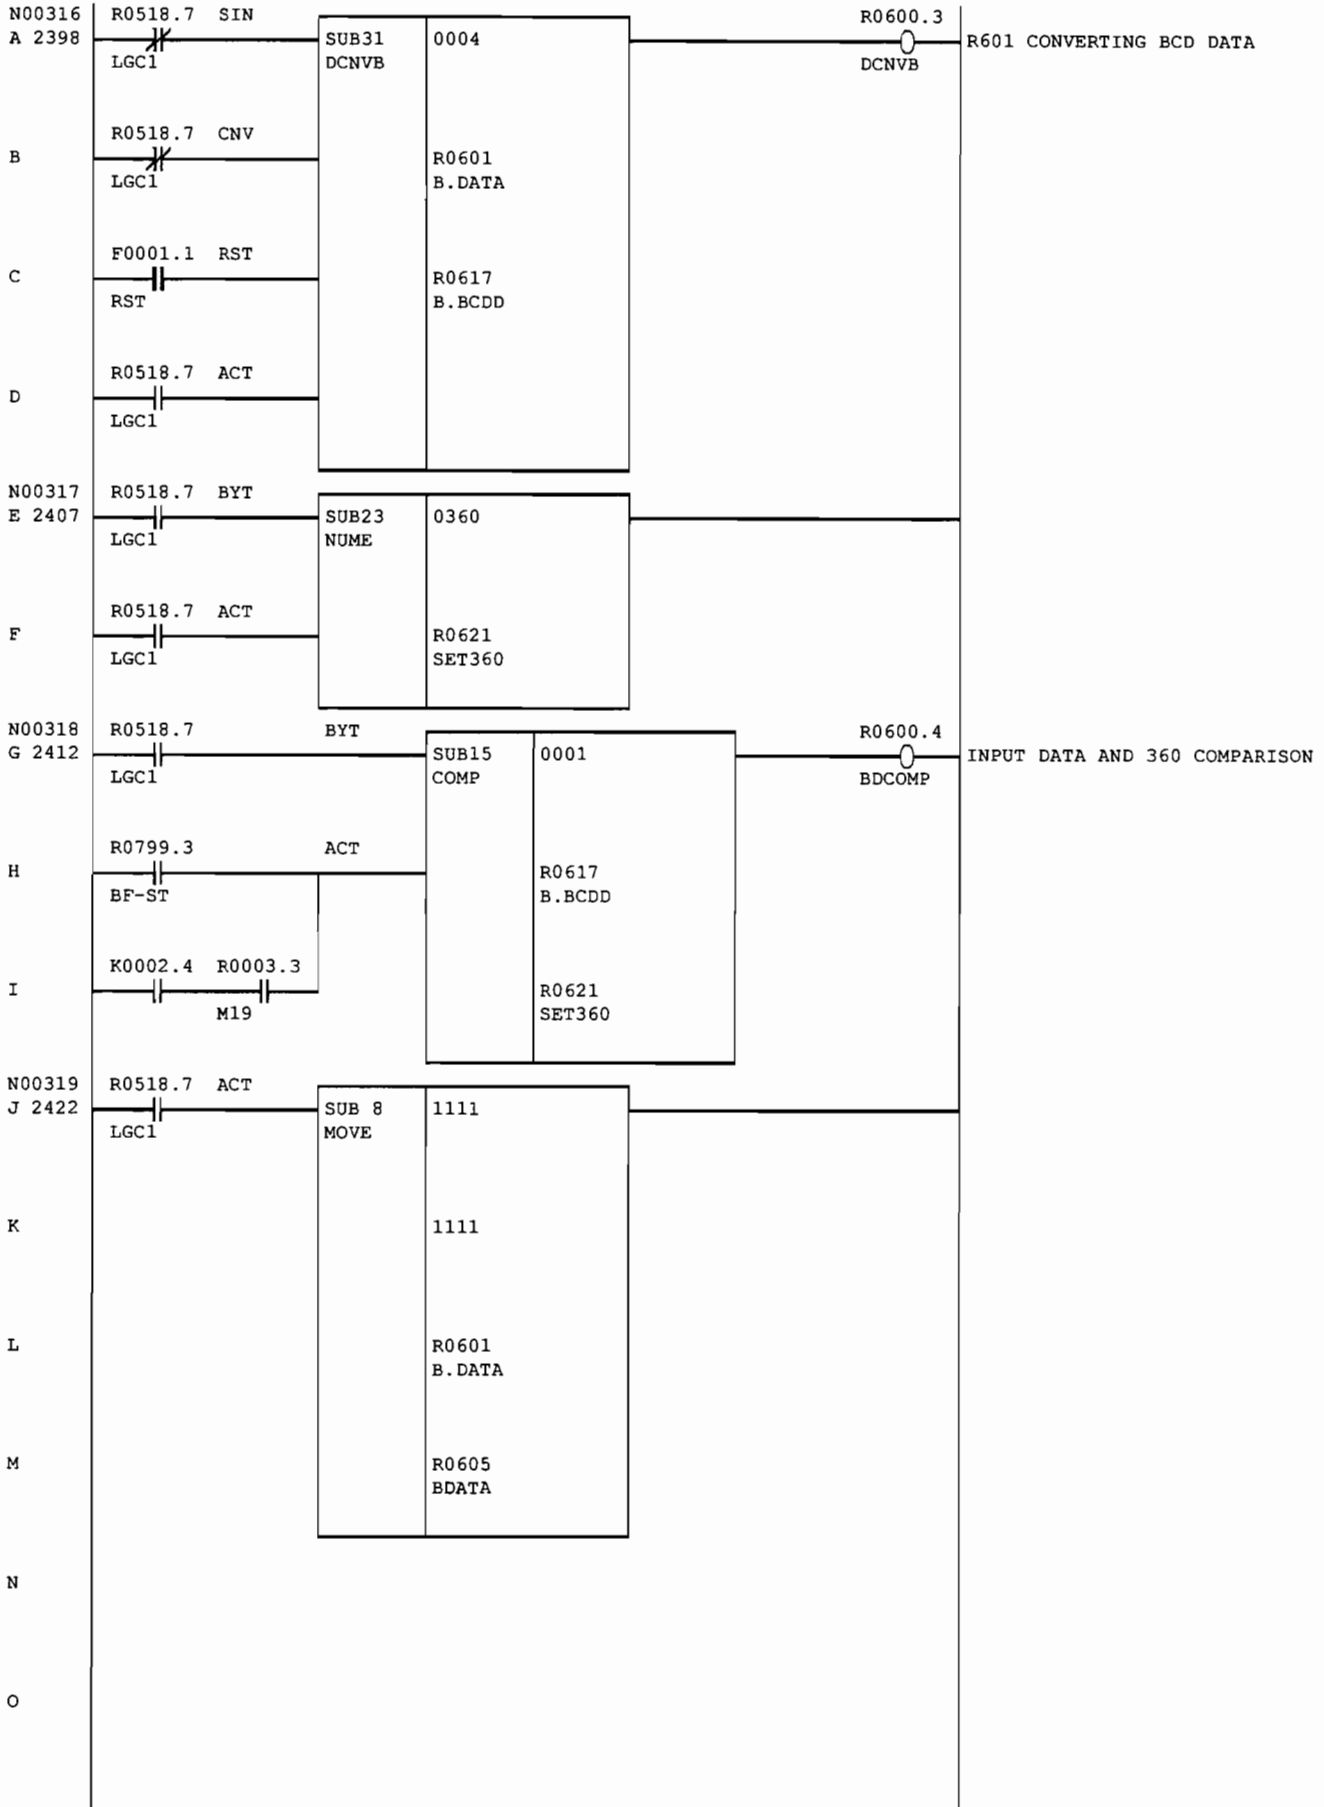 N00316 R0518.7 SIN R0600.3
A 2398 SUB31 0004 R601 CONVERTING BCD DATA
LGC1 DCNVB DCNVB
R0518.7 CNV
B R0601
LGC1 B.DATA
F0001.1 RST
C R0617
RST B.BCDD
R0518.7 ACT
D
LGC1
N00317 R0518.7 BYT
E 2407 SUB23 0360
LGC1 NUME
R0518.7 ACT
F R0621
LGC1 SET360
N00318 R0518.7 BYT R0600.4
G 2412 SUB15 0001 INPUT DATA AND 360 COMPARISON
LGC1 COMP BDCOMP
R0799.3 ACT
H R0617
BF-ST B.BCDD
K0002.4 R0003.3
I R0621
M19 SET360
N00319 R0518.7 ACT
J 2422 SUB 8 1111
LGC1 MOVE
K 1111
L R0601
B.DATA
M R0605
BDATA
N
O